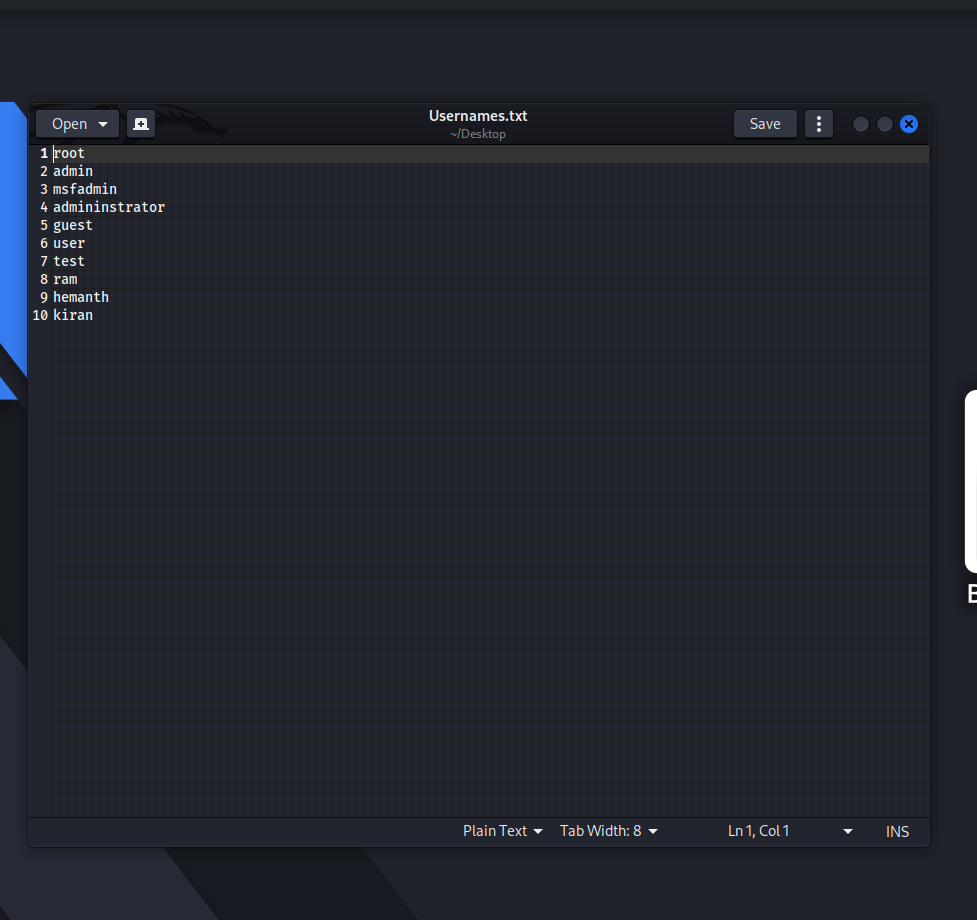 Open
Usernames.txt
~/Desktop
Save
1 root
2 admin
3 msfadmin
4 admininstrator
5 guest
6 user
7 test
8 ram
9 hemanth
10 kiran
Plain Text
Tab Width: 8
Ln 1, Col 1
INS